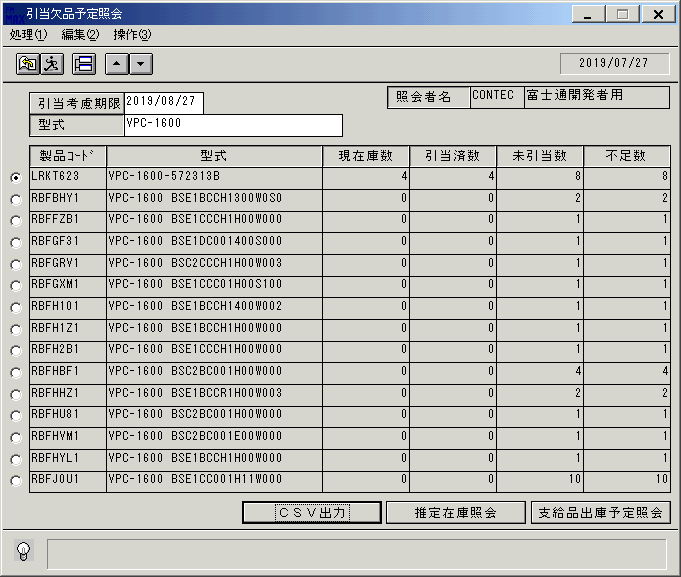 引当欠品予定照会
処理(1) 編集(2) 操作(3)
2019/07/27
引当考慮期限 2019/08/27 照会者名 CONTEC 富士通開発者用
型式 VPC-1600
製品ｺｰﾄﾞ 型式 現在庫数 引当済数 未引当数 不足数
LRKT623 VPC-1600-572313B 4 4 8 8
RBFBHY1 VPC-1600 BSE1BCCH1300W0S0 0 0 2 2
RBFFZB1 VPC-1600 BSE1CCCH1H00W000 0 0 1 1
RBFGF31 VPC-1600 BSE1DC001400S000 0 0 1 1
RBFGRV1 VPC-1600 BSC2CCCH1H00W003 0 0 1 1
RBFGXM1 VPC-1600 BSE1CCC01H00S100 0 0 1 1
RBFH101 VPC-1600 BSE1BCCH1400W002 0 0 1 1
RBFH1Z1 VPC-1600 BSE1BCCH1H00W000 0 0 1 1
RBFH2B1 VPC-1600 BSE1CCCH1H00W000 0 0 1 1
RBFHBF1 VPC-1600 BSC2BC001H00W000 0 0 4 4
RBFHHZ1 VPC-1600 BSE1BCCR1H00W003 0 0 2 2
RBFHU81 VPC-1600 BSC2BC001H00W000 0 0 1 1
RBFHVM1 VPC-1600 BSC2BC001E00W000 0 0 1 1
RBFHYL1 VPC-1600 BSE1BCCH1H00W000 0 0 1 1
RBFJ0U1 VPC-1600 BSE1CC001H11W000 0 0 10 10
ＣＳＶ出力 推定在庫照会 支給品出庫予定照会